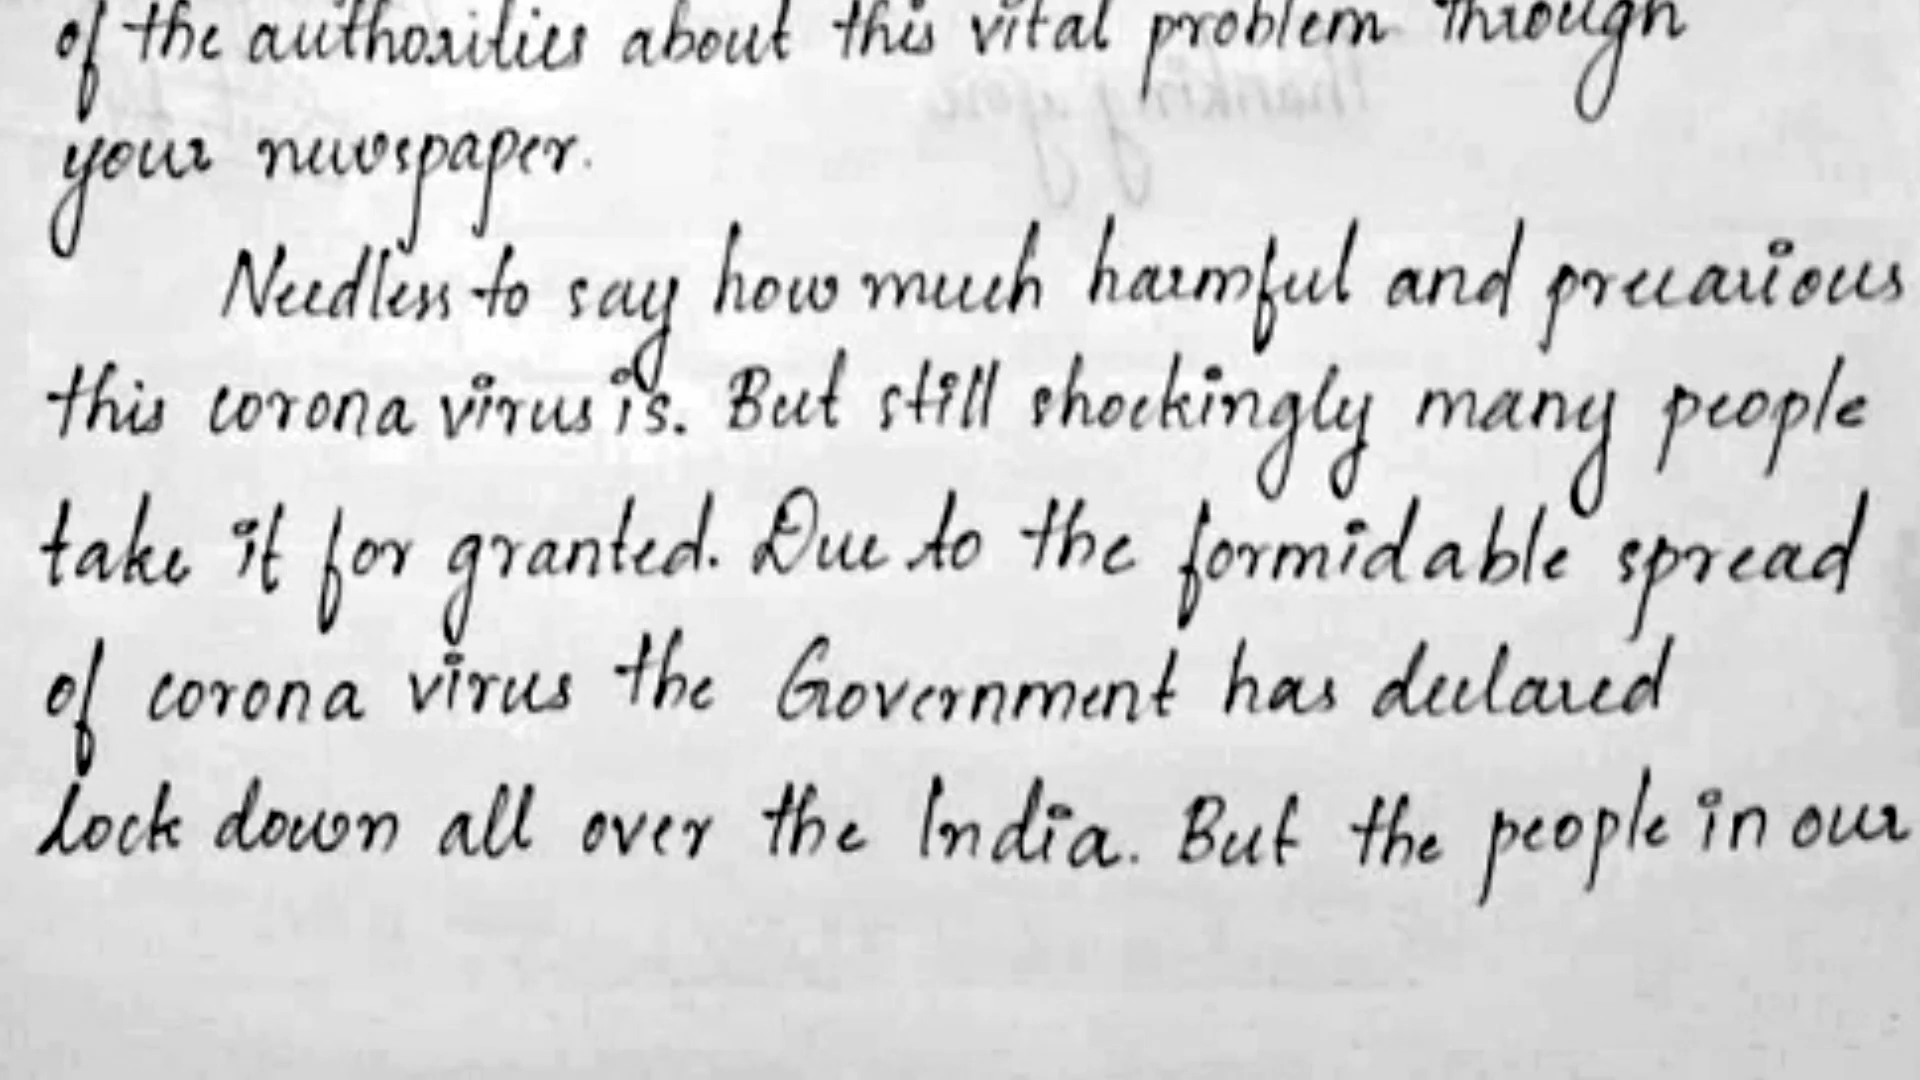 of the authorities about this vital problem through
your newspaper.
Needless to say how much harmful and precarious
this corona virus is. But still shockingly many people
take it for granted. Due to the formidable spread
of corona virus the Government has declared
lock down all over the India. But the people in our